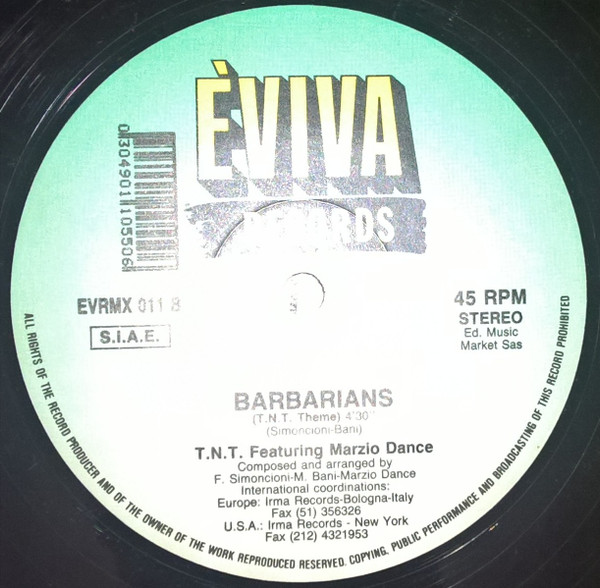 ÈVIVA
RECORDS
0304901105506
EVRMX 011 B
S.I.A.E.
45 RPM
STEREO
Ed. Music
Market Sas
BARBARIANS
(T.N.T. Theme) 4'30"
(Simoncioni-Bani)
T.N.T. Featuring Marzio Dance
Composed and arranged by
F. Simoncioni-M. Bani-Marzio Dance
International coordinations:
Europe: Irma Records-Bologna-Italy
Fax (51) 356326
U.S.A.: Irma Records - New York
Fax (212) 4321953
ALL RIGHTS OF THE RECORD PRODUCER AND OF THE OWNER OF THE WORK REPRODUCED RESERVED. COPYING, PUBLIC PERFORMANCE AND BROADCASTING OF THIS RECORD PROHIBITED